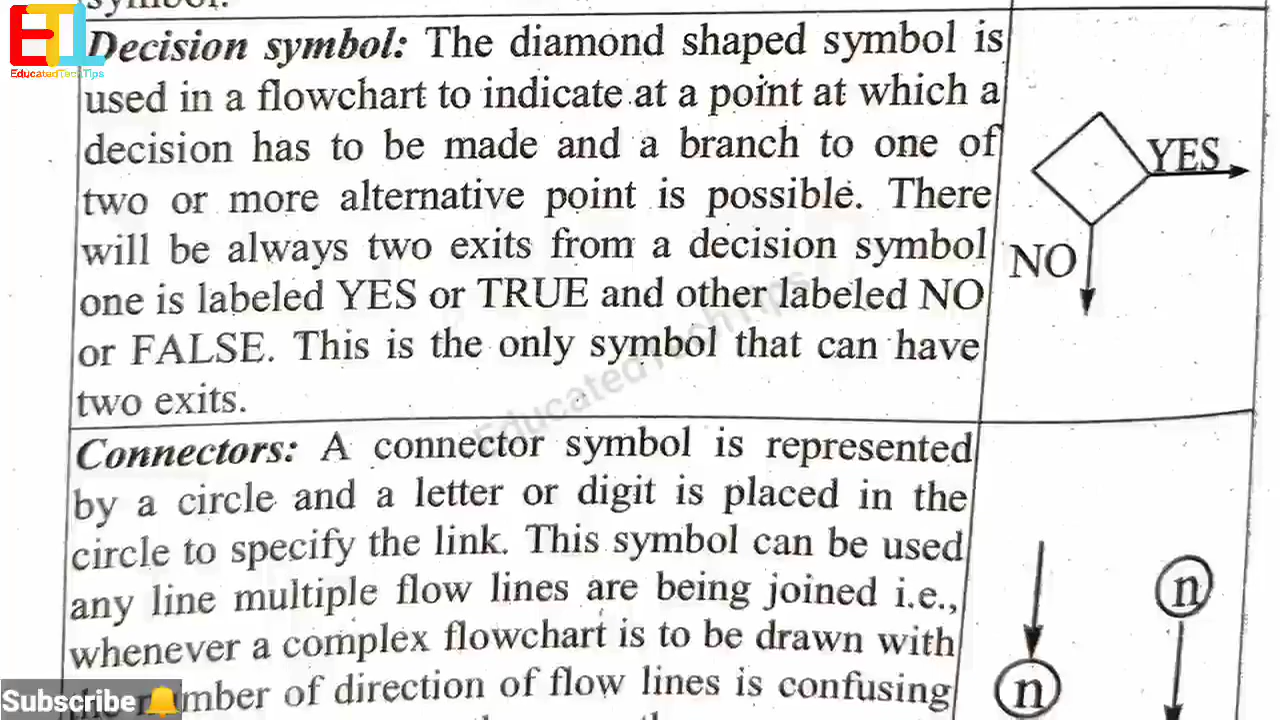 symbol.
ETL
EducatedTechTips
Decision symbol: The diamond shaped symbol is
used in a flowchart to indicate at a point at which a
decision has to be made and a branch to one of
two or more alternative point is possible. There
will be always two exits from a decision symbol
one is labeled YES or TRUE and other labeled NO
or FALSE. This is the only symbol that can have
two exits.
YES
NO
EducatedTechTips
Connectors: A connector symbol is represented
by a circle and a letter or digit is placed in the
circle to specify the link. This symbol can be used
any line multiple flow lines are being joined i.e.,
whenever a complex flowchart is to be drawn with
the number of direction of flow lines is confusing
n
n
Subscribe